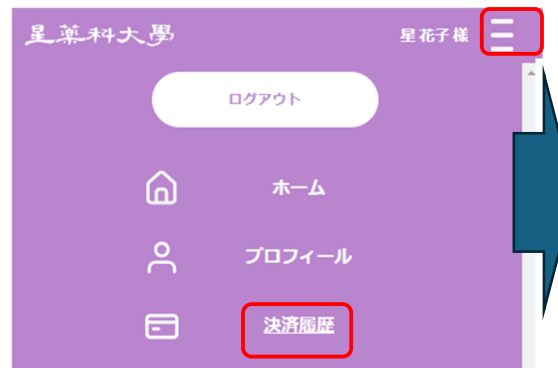 星薬科大學
星花子様
ログアウト
ホーム
プロフィール
決済履歴